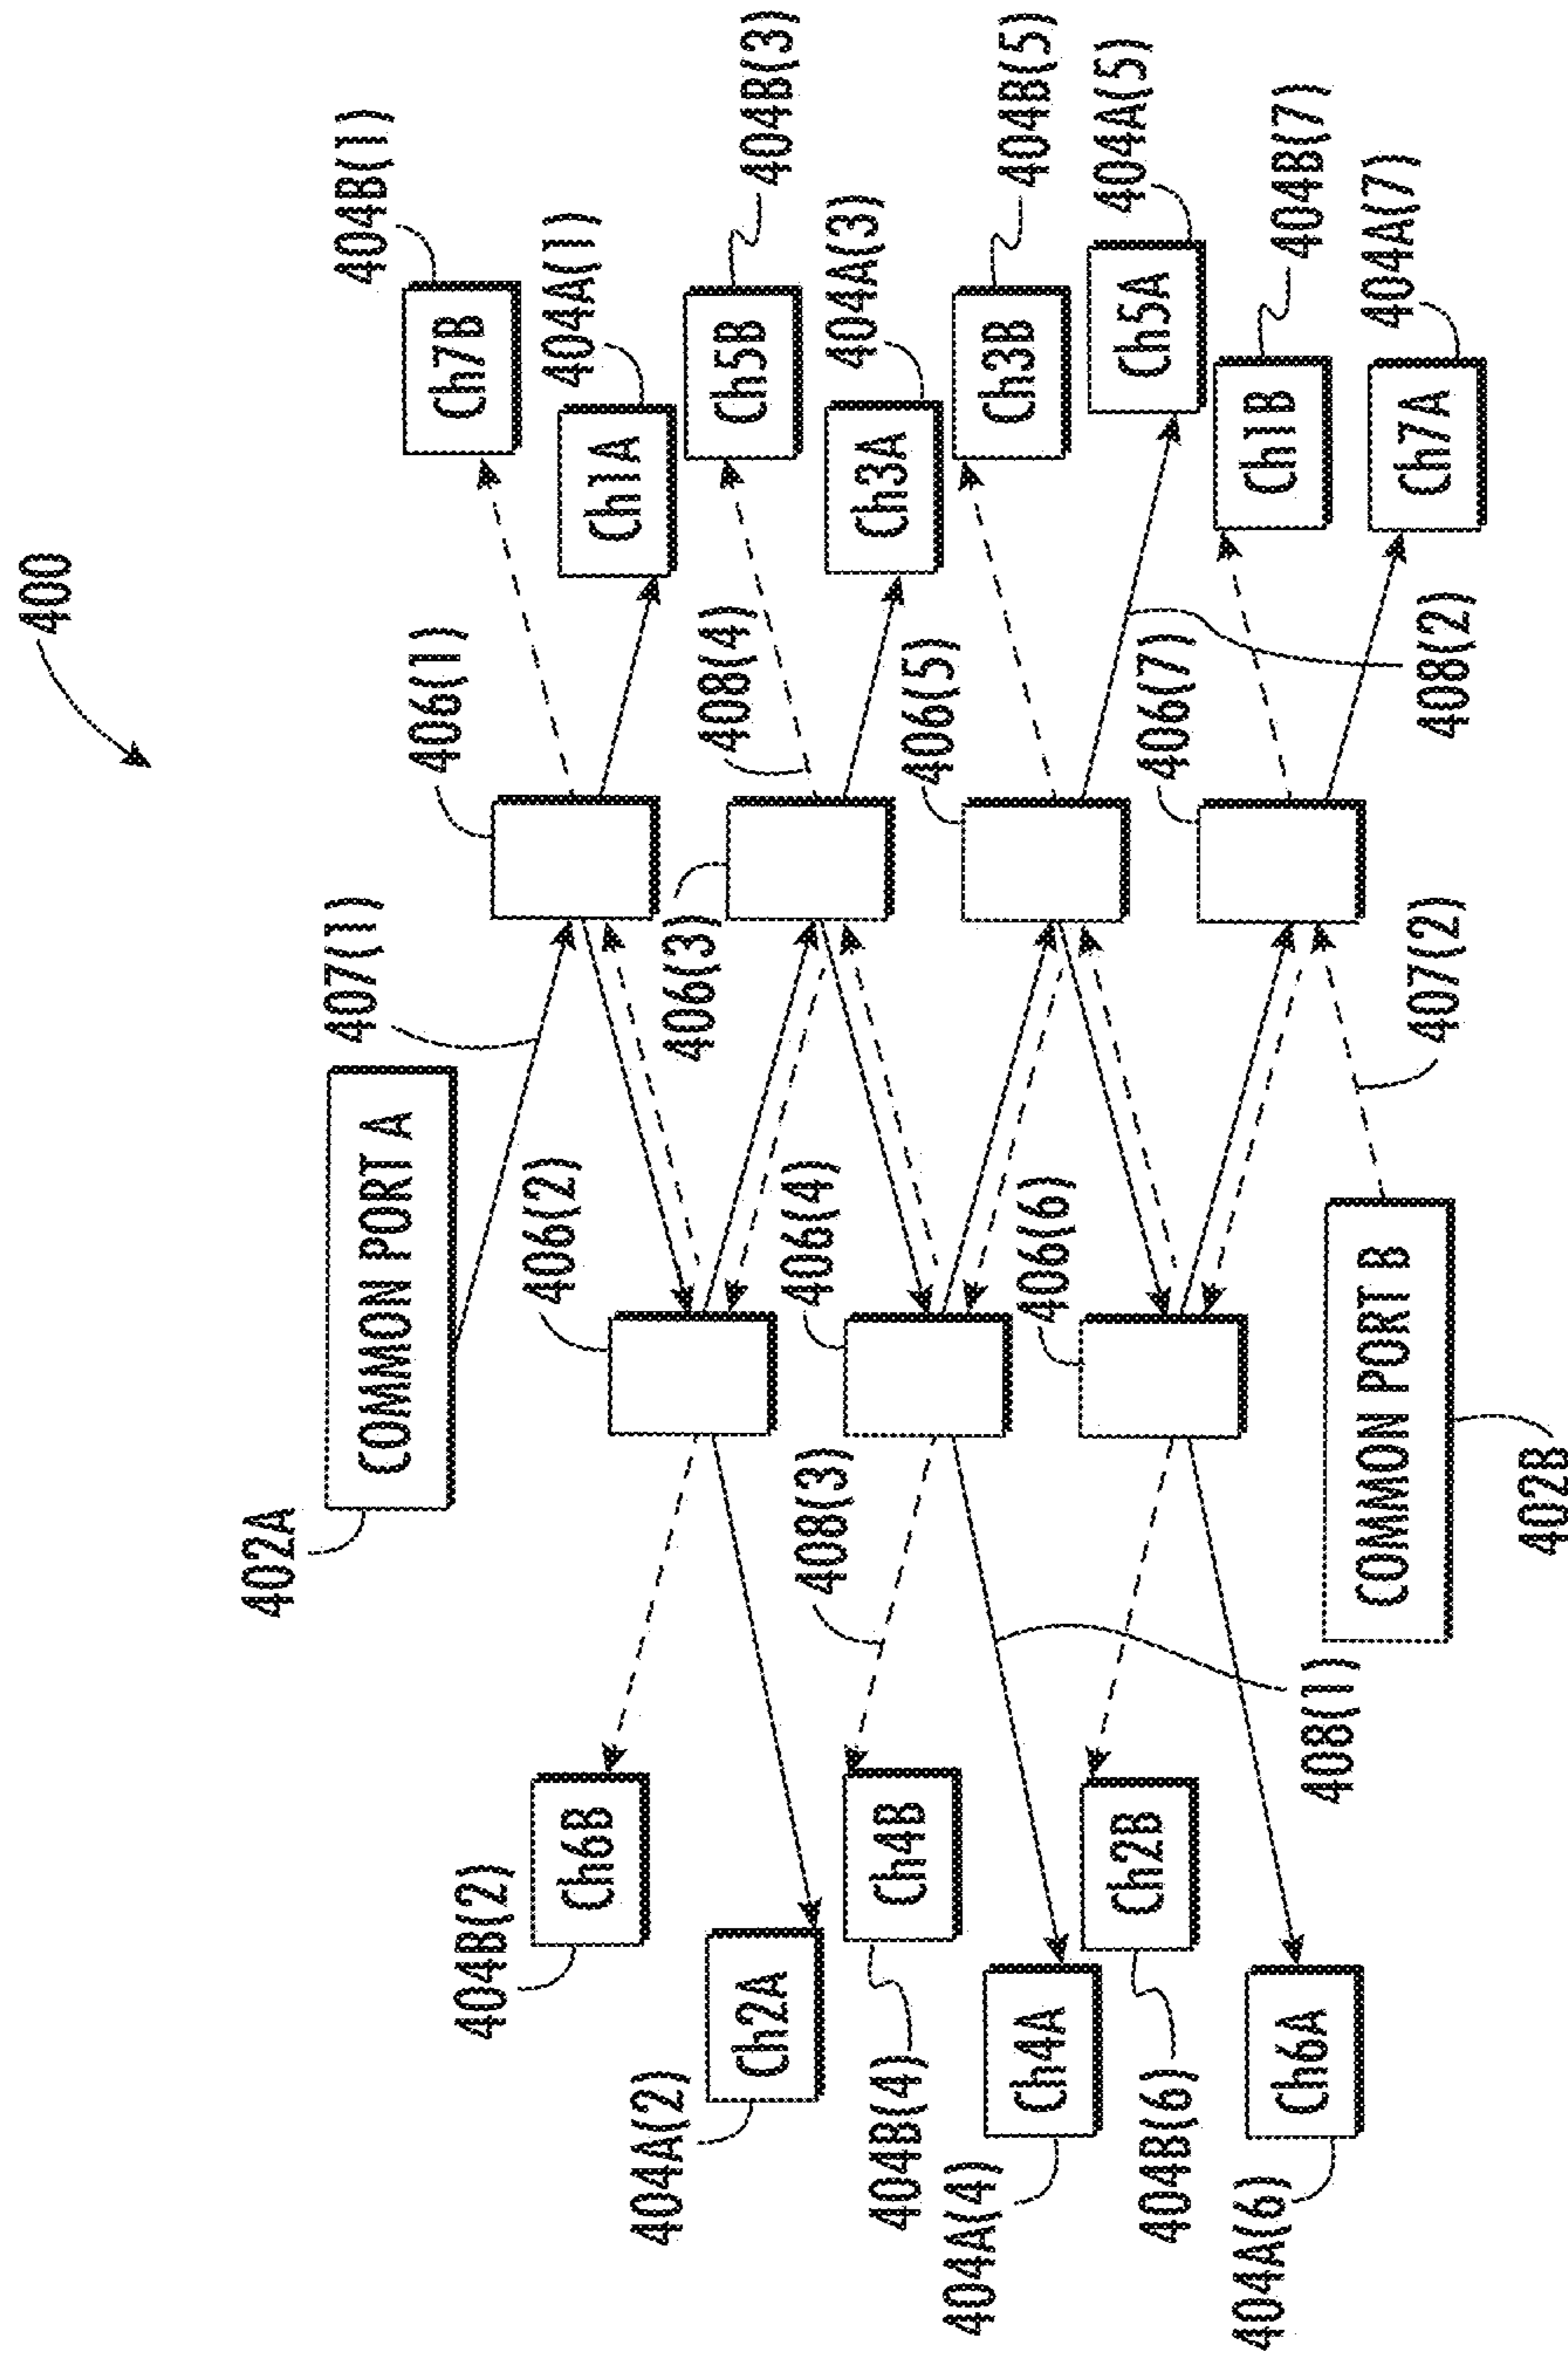 400
404B(1)
Ch7B
404A(1)
Ch1A
404B(3)
Ch5B
404A(3)
Ch3A
404B(5)
Ch3B
404A(5)
Ch5A
404B(7)
Ch1B
404A(7)
Ch7A
406(1)
408(4)
406(5)
406(7)
408(2)
407(1)
406(3)
407(2)
402A
COMMON PORT A
406(2)
406(4)
406(6)
COMMON PORT B
402B
408(3)
408(1)
404B(2)
Ch6B
404A(2)
Ch2A
404B(4)
Ch4B
404A(4)
Ch4A
404B(6)
Ch2B
404A(6)
Ch6A